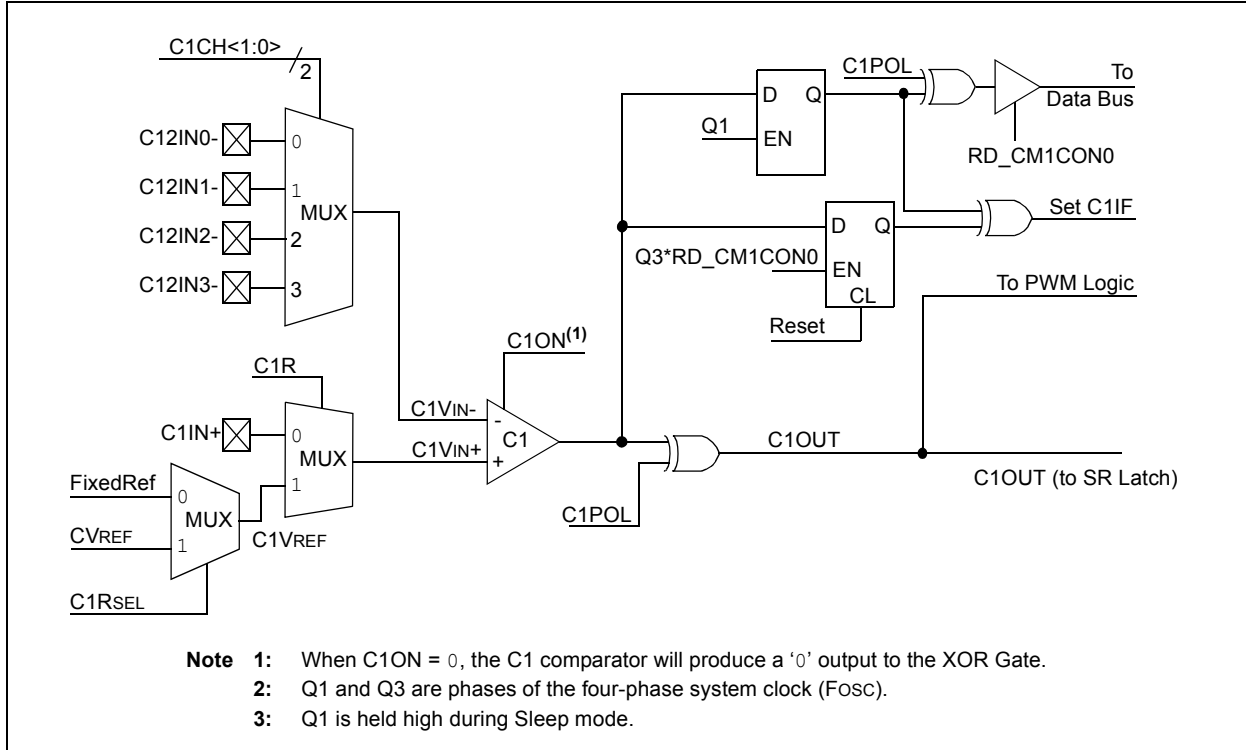 C1CH<1:0>
2
C12IN0-
0
C12IN1-
1
MUX
C12IN2-
2
C12IN3-
3
C1POL
To
Data Bus
D Q
Q1
EN
RD_CM1CON0
Set C1IF
D Q
Q3*RD_CM1CON0
EN
CL
Reset
To PWM Logic
C1ON(1)
C1R
C1IN+
0
MUX
1
C1VIN-
-
C1
C1VIN+
+
C1OUT
C1OUT (to SR Latch)
C1POL
FixedRef
0
MUX
CVREF
1
C1VREF
C1RSEL
Note 1: When C1ON = 0, the C1 comparator will produce a ‘0’ output to the XOR Gate.
2: Q1 and Q3 are phases of the four-phase system clock (FOSC).
3: Q1 is held high during Sleep mode.